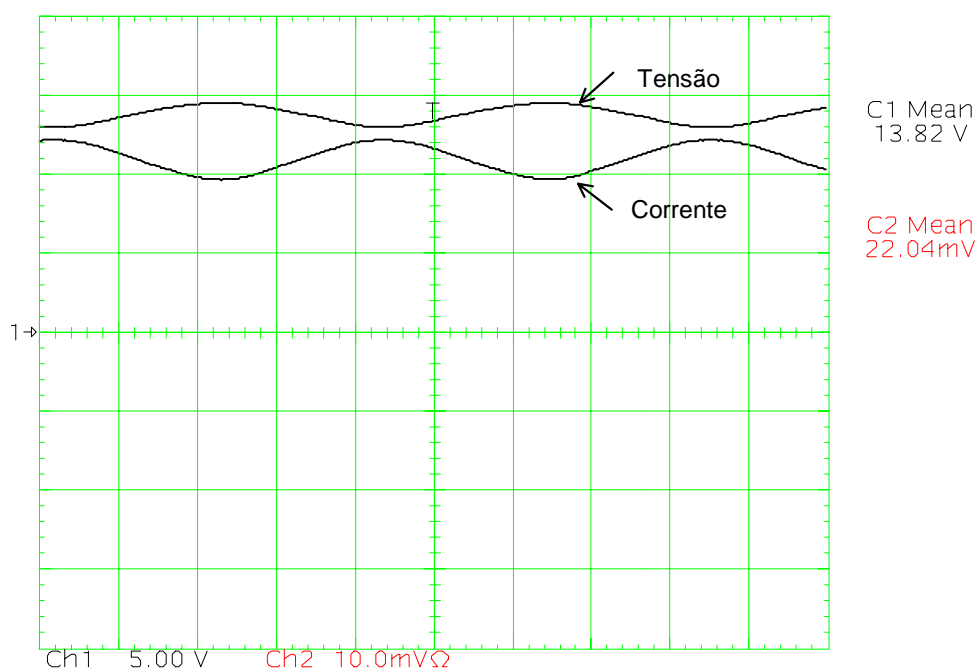 Tensão
C1 Mean
13.82 V
Corrente
C2 Mean
22.04mV
1
Ch1 5.00 V Ch2 10.0mVΩ